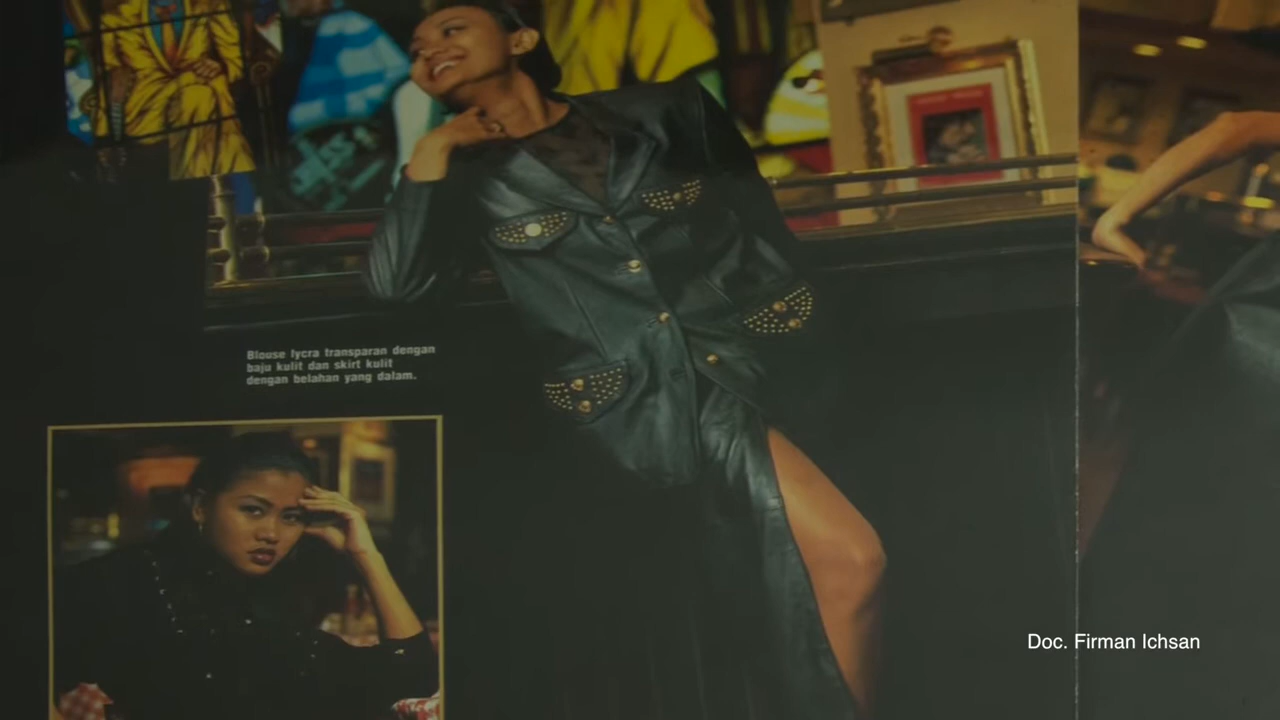 Blouse lycra transparan dengan
baju kulit dan skirt kulit
dengan belahan yang dalam.
Doc. Firman Ichsan